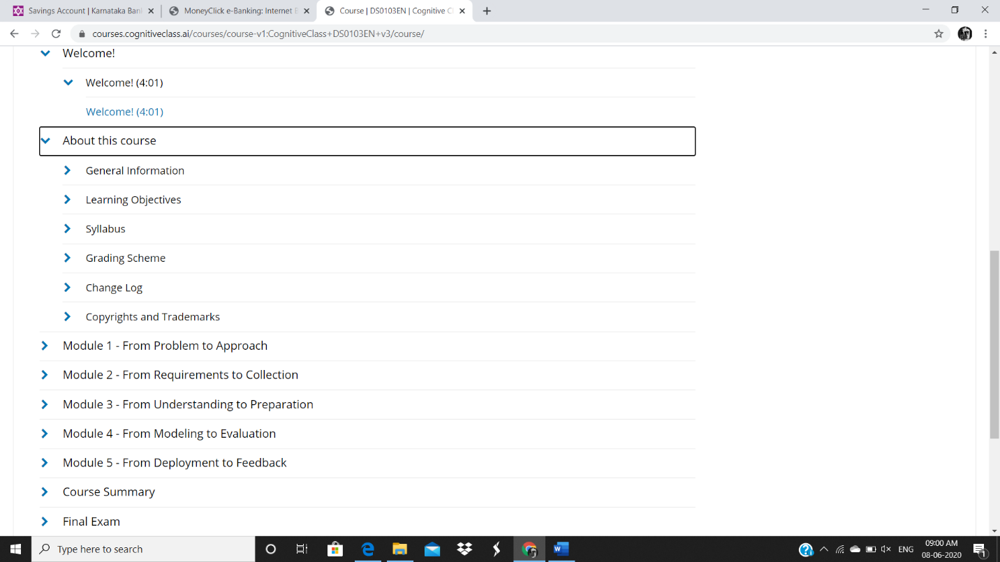 Savings Account | Karnataka Ban
MoneyClick e-Banking: Internet B
Course | DS0103EN | Cognitive Cl
courses.cognitiveclass.ai/courses/course-v1:CognitiveClass+DS0103EN+v3/course/
Welcome!
Welcome! (4:01)
Welcome! (4:01)
About this course
General Information
Learning Objectives
Syllabus
Grading Scheme
Change Log
Copyrights and Trademarks
Module 1 - From Problem to Approach
Module 2 - From Requirements to Collection
Module 3 - From Understanding to Preparation
Module 4 - From Modeling to Evaluation
Module 5 - From Deployment to Feedback
Course Summary
Final Exam
Type here to search
ENG
09:00 AM
08-06-2020
1